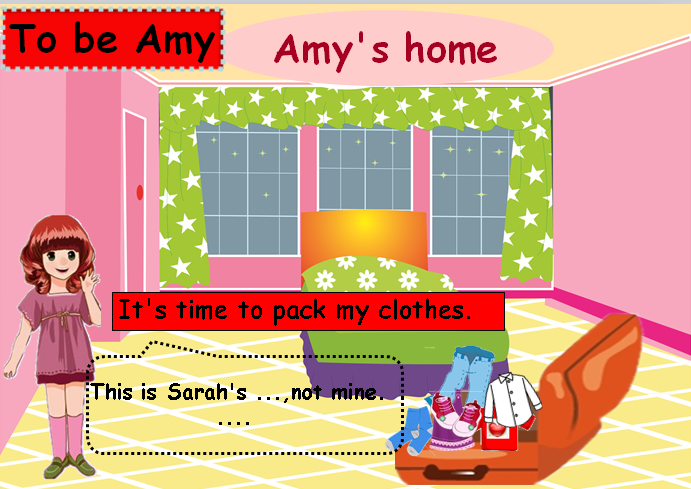 To be Amy
Amy's home
It's time to pack my clothes.
This is Sarah's ...,not mine.
....